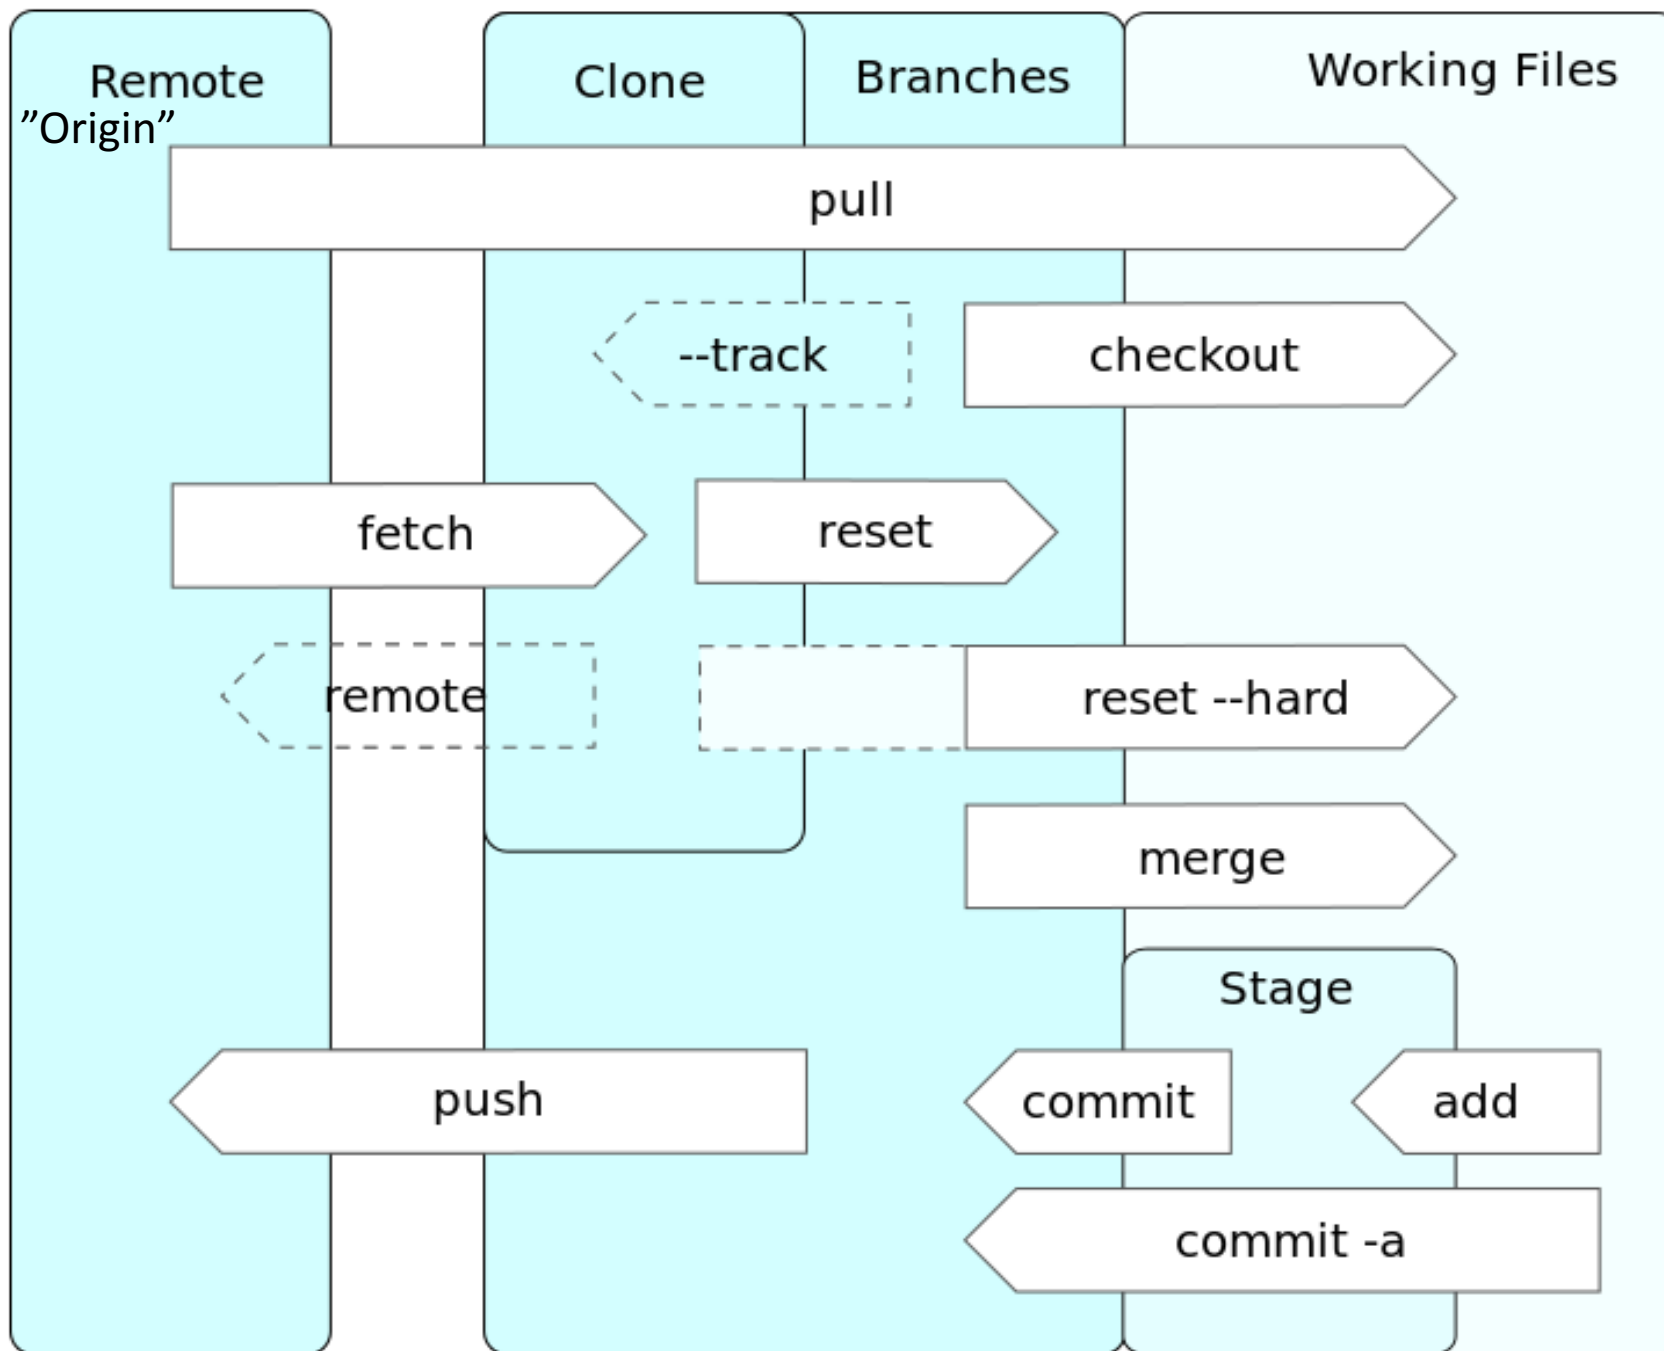 Remote
”Origin”
Clone
Branches
Working Files
pull
--track
checkout
fetch
reset
remote
reset --hard
merge
Stage
push
commit
add
commit -a